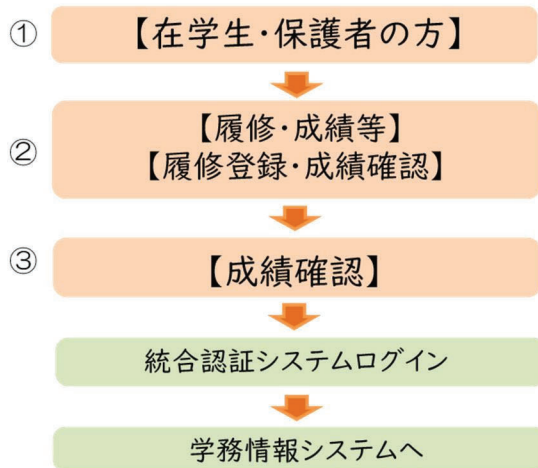 ① 【在学生・保護者の方】
② 【履修・成績等】
【履修登録・成績確認】
③ 【成績確認】
統合認証システムログイン
学務情報システムへ